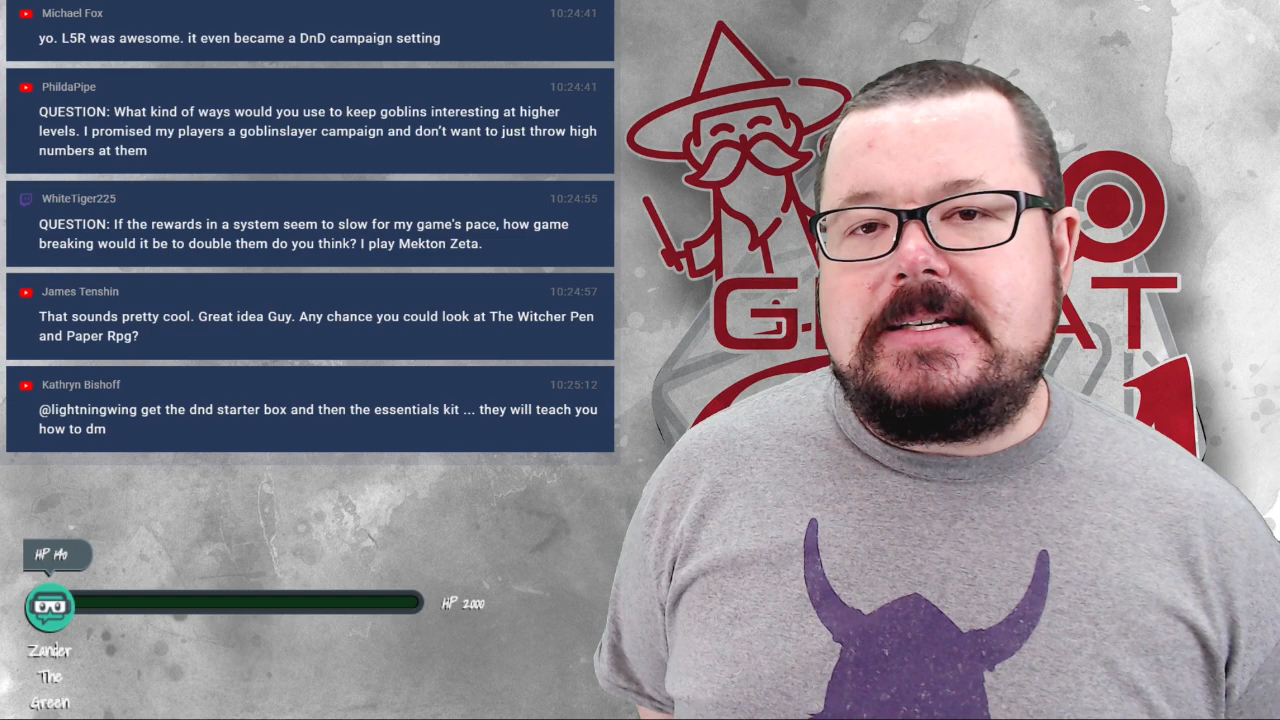 Michael Fox 10:24:41
yo. L5R was awesome. it even became a DnD campaign setting
PhildaPipe 10:24:41
QUESTION: What kind of ways would you use to keep goblins interesting at higher
levels. I promised my players a goblinslayer campaign and don't want to just throw high
numbers at them
WhiteTiger225 10:24:55
QUESTION: If the rewards in a system seem to slow for my game's pace, how game
breaking would it be to double them do you think? I play Mekton Zeta.
James Tenshin 10:24:57
That sounds pretty cool. Great idea Guy. Any chance you could look at The Witcher Pen
and Paper Rpg?
Kathryn Bishoff 10:25:12
@lightningwing get the dnd starter box and then the essentials kit ... they will teach you
how to dm
HP 140
HP 2000
Zander
The
Green